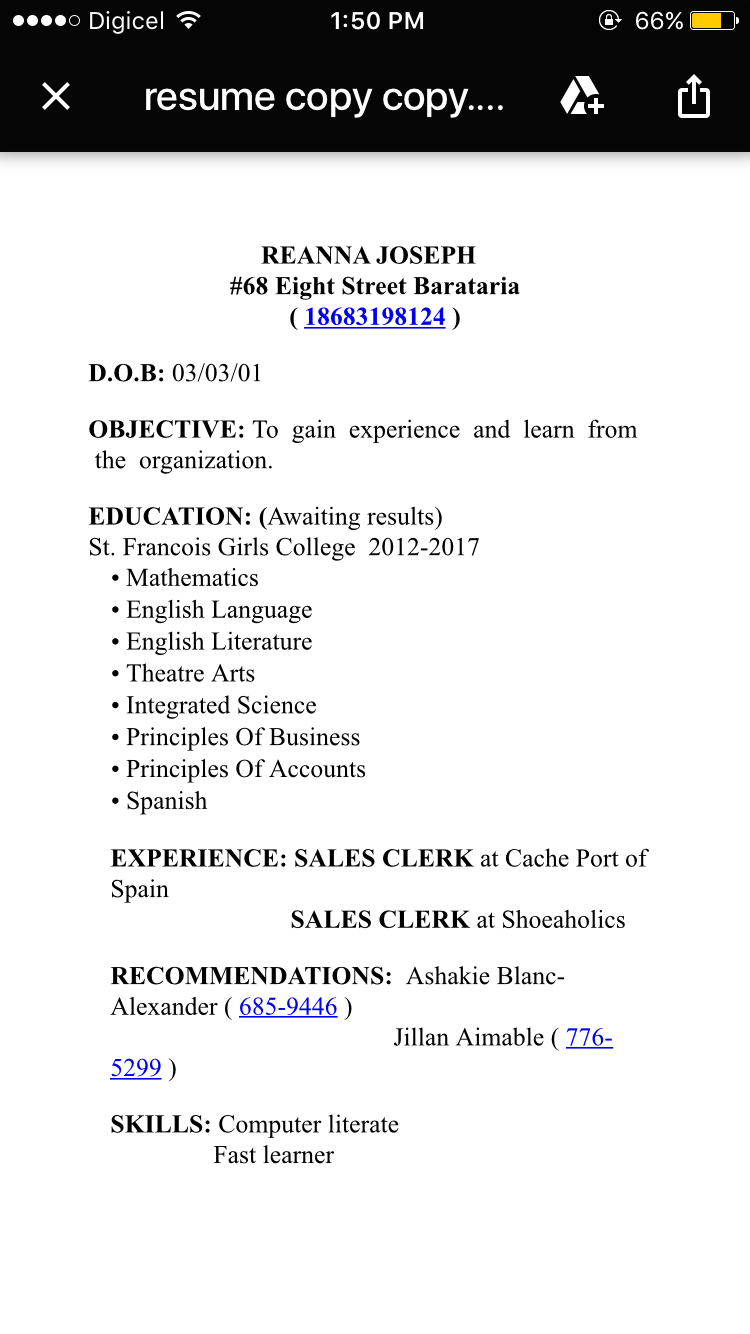 Digicel 1:50 PM 66%
resume copy copy....
REANNA JOSEPH
#68 Eight Street Barataria
( 18683198124 )
D.O.B: 03/03/01
OBJECTIVE: To gain experience and learn from
the organization.
EDUCATION: (Awaiting results)
St. Francois Girls College 2012-2017
• Mathematics
• English Language
• English Literature
• Theatre Arts
• Integrated Science
• Principles Of Business
• Principles Of Accounts
• Spanish
EXPERIENCE: SALES CLERK at Cache Port of
Spain
SALES CLERK at Shoeaholics
RECOMMENDATIONS: Ashakie Blanc-
Alexander ( 685-9446 )
Jillan Aimable ( 776-
5299 )
SKILLS: Computer literate
Fast learner